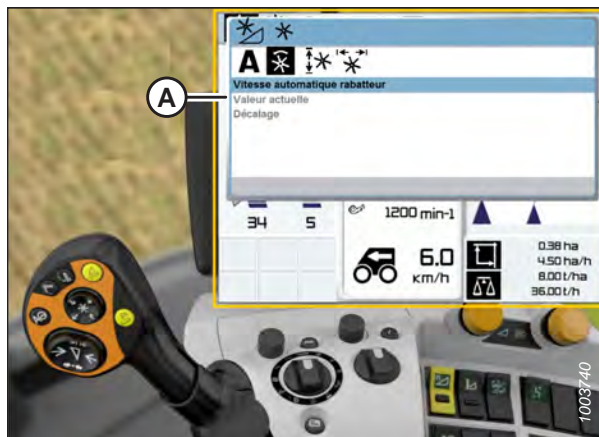 A
Vitesse automatique rabatteur
A
Valeur actuelle
Décalage
34
5
1200 min-1
6.0
km/h
0.38 ha
4.50 ha/h
8.00 t/ha
36.00 t/h
1003740